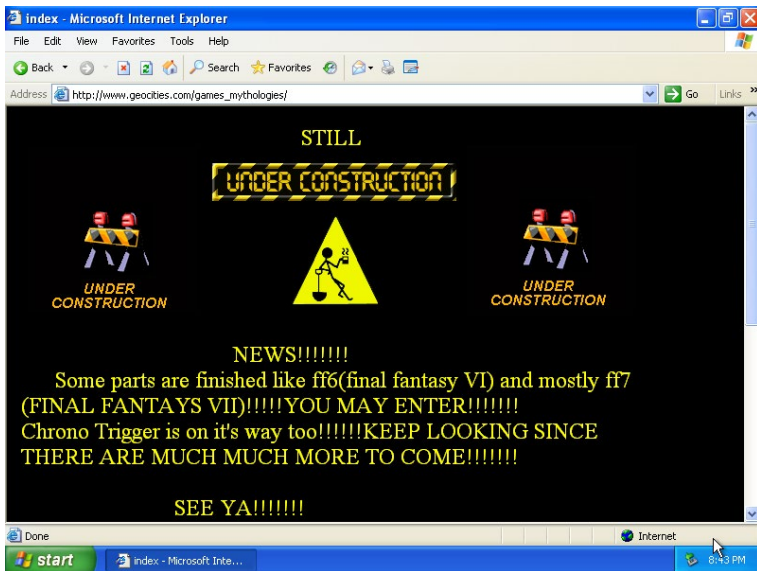 index - Microsoft Internet Explorer
File Edit View Favorites Tools Help
Back Search Favorites
Address http://www.geocities.com/games_mythologies/ Go Links »
STILL
UNDER CONSTRUCTION
UNDER
CONSTRUCTION
UNDER
CONSTRUCTION
NEWS!!!!!!!
Some parts are finished like ff6(final fantasy VI) and mostly ff7
(FINAL FANTAYS VII)!!!!!YOU MAY ENTER!!!!!!!
Chrono Trigger is on it's way too!!!!!!KEEP LOOKING SINCE
THERE ARE MUCH MUCH MORE TO COME!!!!!!!
SEE YA!!!!!!!
Done Internet
start index - Microsoft Inte... 8:43 PM